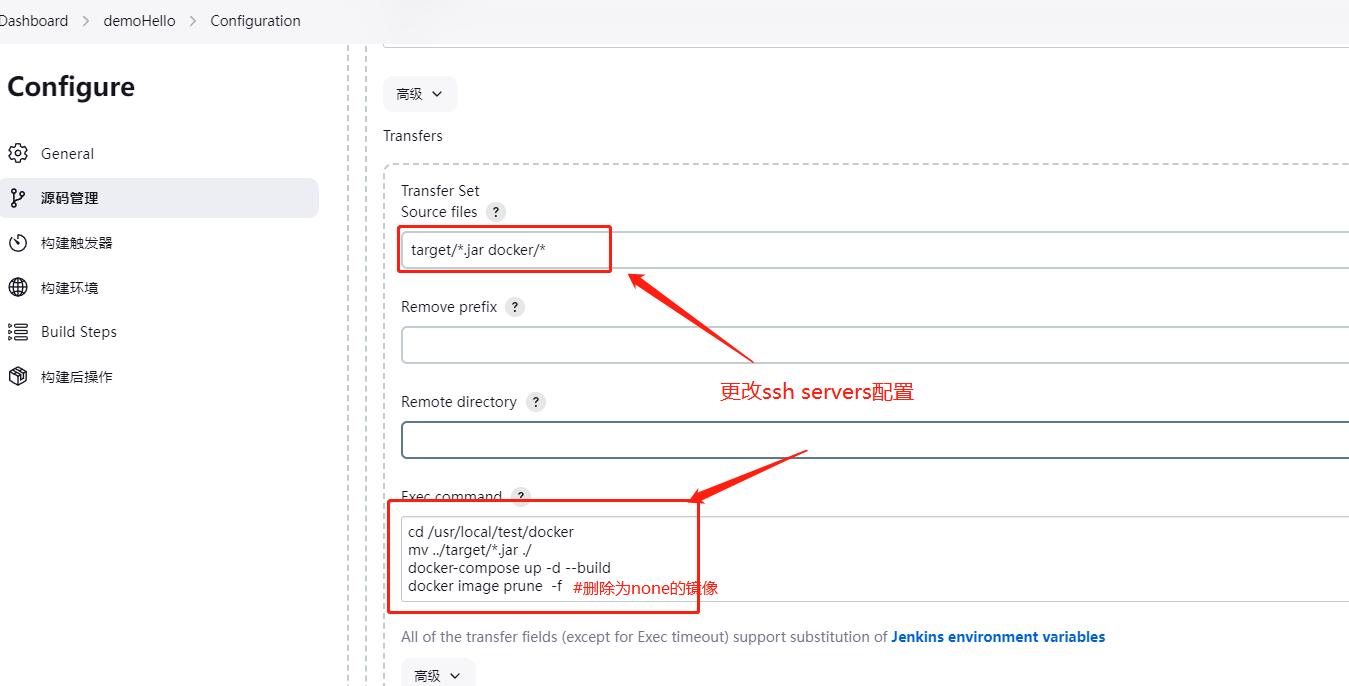 Dashboard > demoHello > Configuration
Configure
General
源码管理
构建触发器
构建环境
Build Steps
构建后操作
高级
Transfers
Transfer Set
Source files ?
target/*.jar docker/*
Remove prefix ?
更改ssh servers配置
Remote directory ?
Exec command ?
cd /usr/local/test/docker
mv ../target/*.jar ./
docker-compose up -d --build
docker image prune -f #删除为none的镜像
All of the transfer fields (except for Exec timeout) support substitution of Jenkins environment variables
高级